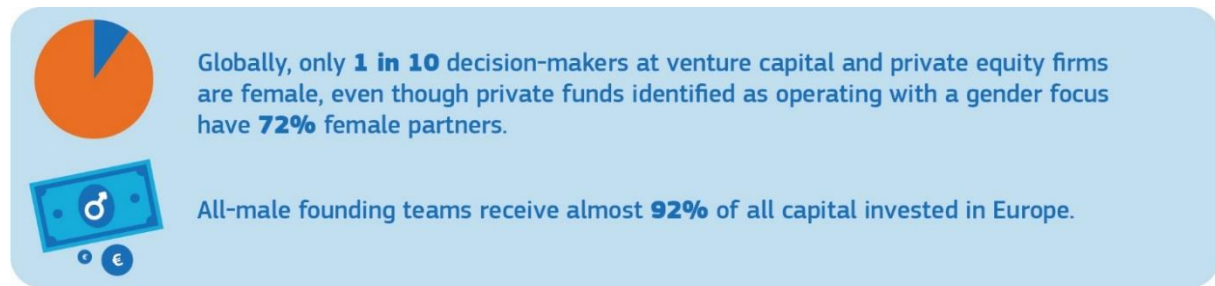 Globally, only 1 in 10 decision-makers at venture capital and private equity firms
are female, even though private funds identified as operating with a gender focus
have 72% female partners.
All-male founding teams receive almost 92% of all capital invested in Europe.
€
€